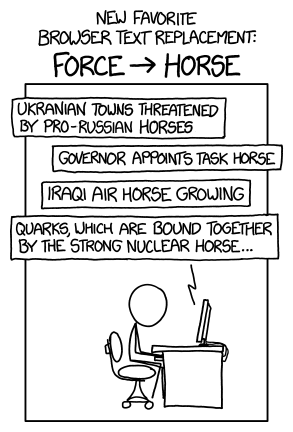 NEW FAVORITE
BROWSER TEXT REPLACEMENT:
FORCE → HORSE
UKRANIAN TOWNS THREATENED
BY PRO-RUSSIAN HORSES
GOVERNOR APPOINTS TASK HORSE
IRAQI AIR HORSE GROWING
QUARKS, WHICH ARE BOUND TOGETHER
BY THE STRONG NUCLEAR HORSE...